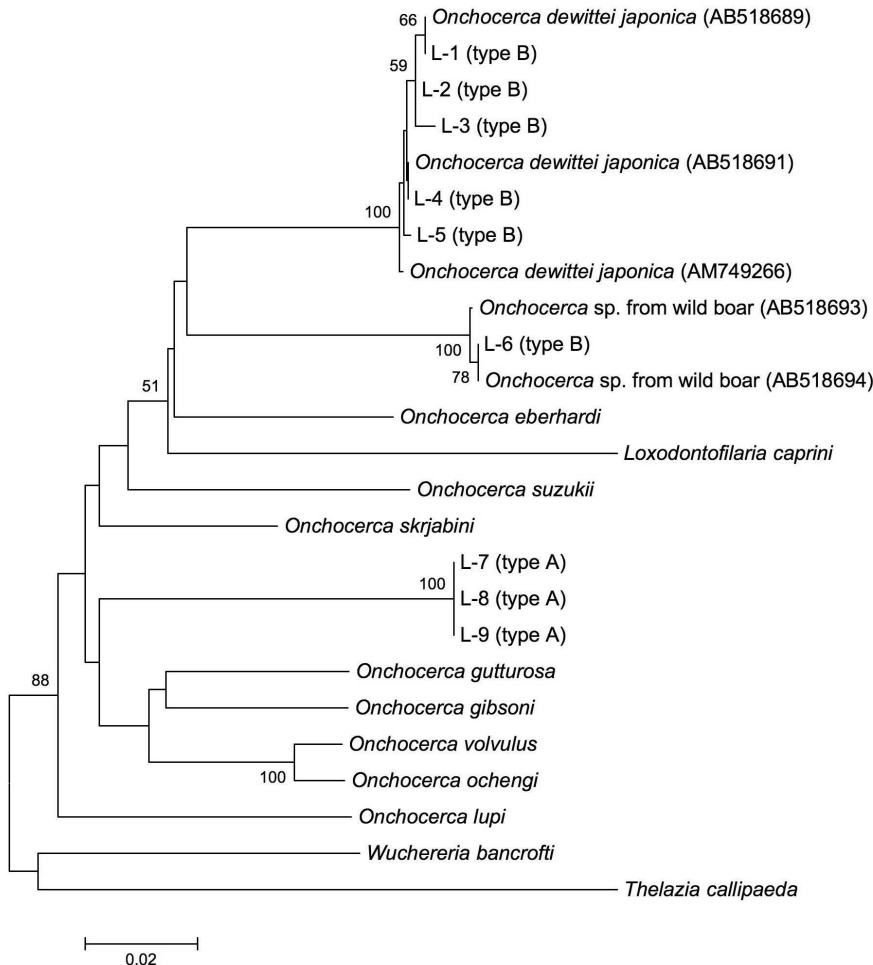 66
Onchocerca dewittei japonica (AB518689)
L-1 (type B)
59
L-2 (type B)
L-3 (type B)
Onchocerca dewittei japonica (AB518691)
L-4 (type B)
100
L-5 (type B)
Onchocerca dewittei japonica (AM749266)
Onchocerca sp. from wild boar (AB518693)
100
L-6 (type B)
78
Onchocerca sp. from wild boar (AB518694)
51
Onchocerca eberhardi
Loxodontofilaria caprini
Onchocerca suzukii
Onchocerca skrjabini
L-7 (type A)
100
L-8 (type A)
L-9 (type A)
Onchocerca gutturosa
88
Onchocerca gibsoni
Onchocerca volvulus
100
Onchocerca ochengi
Onchocerca lupi
Wuchereria bancrofti
Thelazia callipaeda
0.02